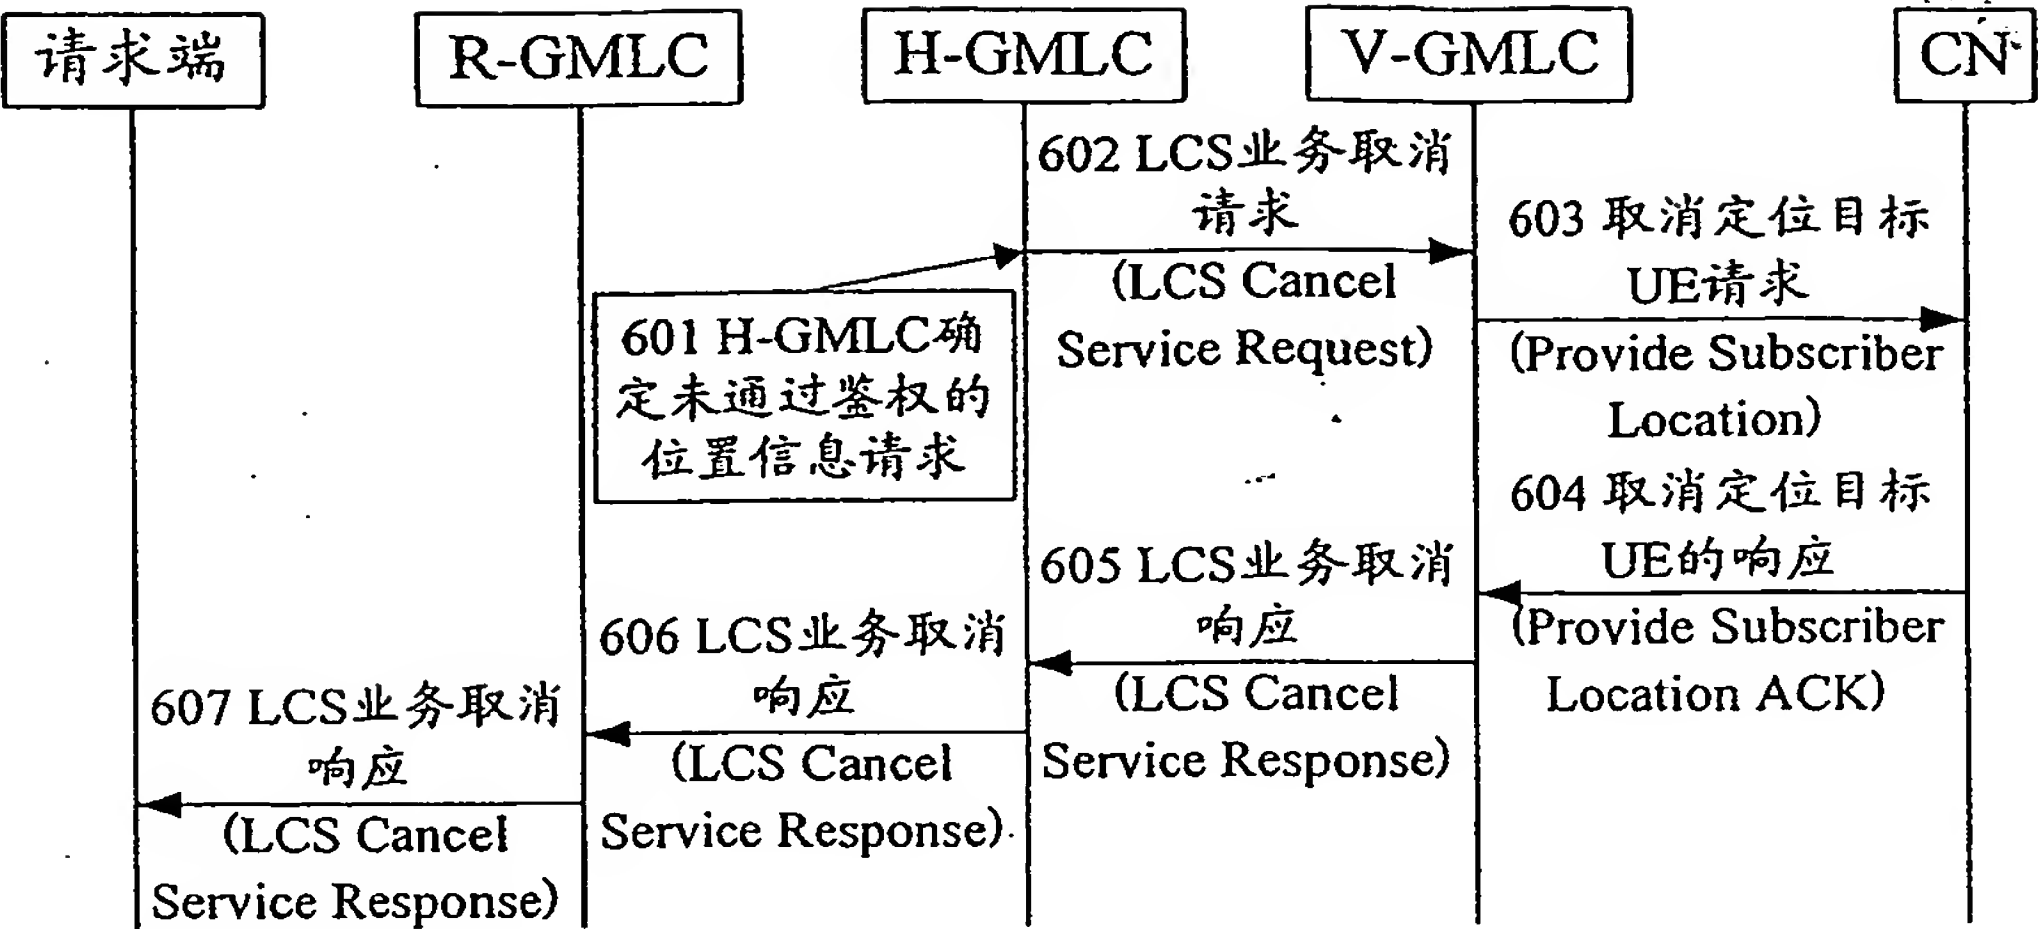 请求端
R-GMLC
H-GMLC
V-GMLC
CN
602 LCS业务取消
请求
(LCS Cancel
Service Request)
603 取消定位目标
UE请求
(Provide Subscriber
Location)
601 H-GMLC确
定未通过鉴权的
位置信息请求
604 取消定位目标
UE的响应
(Provide Subscriber
Location ACK)
605 LCS业务取消
响应
(LCS Cancel
Service Response)
606 LCS业务取消
响应
(LCS Cancel
Service Response)
607 LCS业务取消
响应
(LCS Cancel
Service Response)